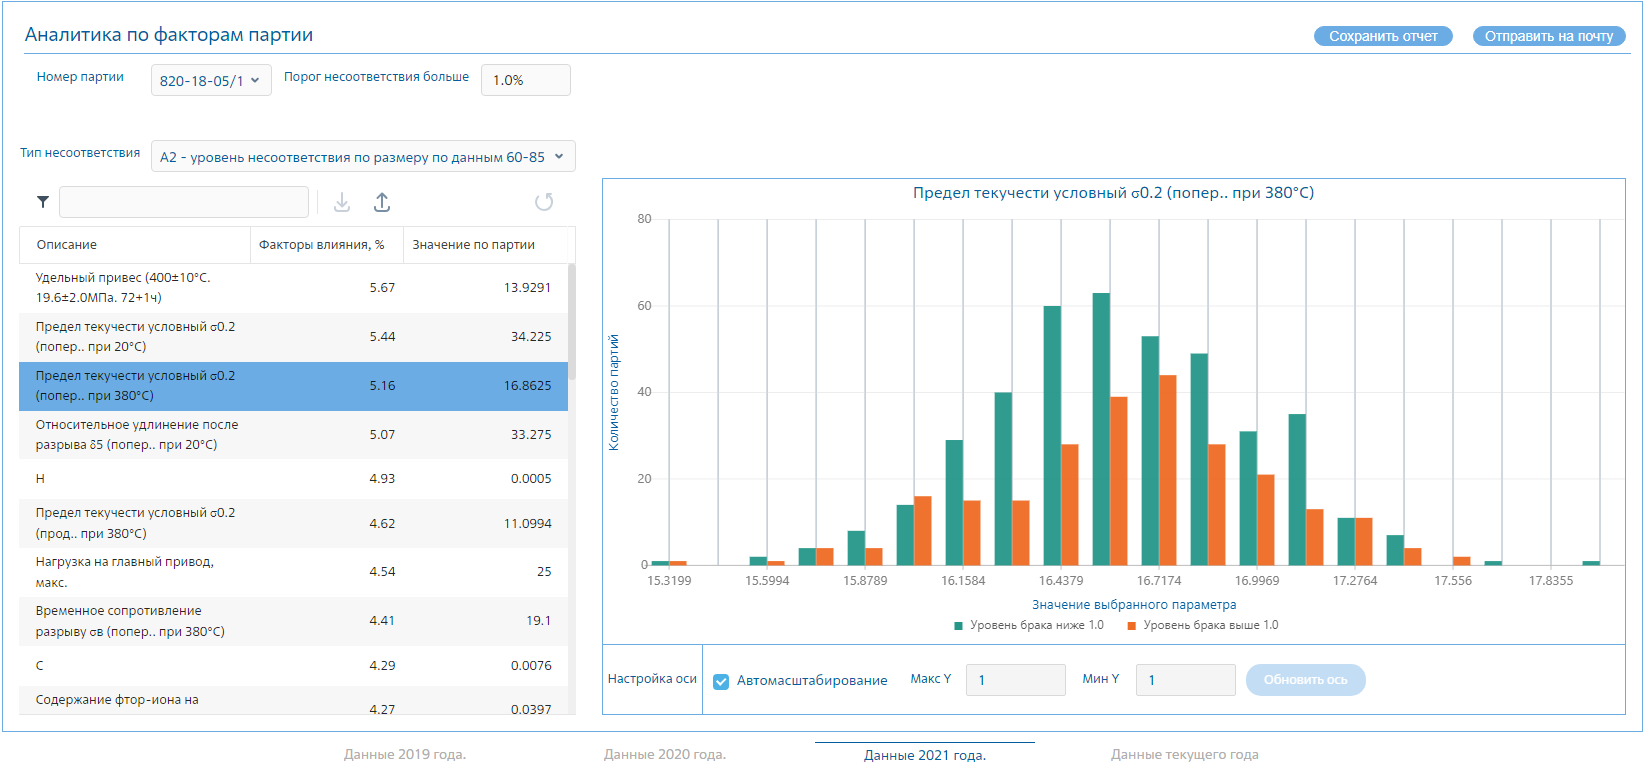 Аналитика по факторам партии
Сохранить отчет
Отправить на почту
Номер партии
820-18-05/1
Порог несоответствия больше
1.0%
Тип несоответствия
А2 - уровень несоответствия по размеру по данным 60-85
Описание
Факторы влияния, %
Значение по партии
Удельный привес (400±10°С.
19.6±2.0МПа. 72+1ч)
5.67
13.9291
Предел текучести условный σ0.2
(попер.. при 20°С)
5.44
34.225
Предел текучести условный σ0.2
(попер.. при 380°С)
5.16
16.8625
Относительное удлинение после
разрыва δ5 (попер.. при 20°С)
5.07
33.275
H
4.93
0.0005
Предел текучести условный σ0.2
(прод.. при 380°С)
4.62
11.0994
Нагрузка на главный привод,
макс.
4.54
25
Временное сопротивление
разрыву σв (попер.. при 380°С)
4.41
19.1
C
4.29
0.0076
Содержание фтор-иона на
4.27
0.0397
Предел текучести условный σ0.2 (попер.. при 380°С)
Количество партий
80
60
40
20
0
15.3199
15.5994
15.8789
16.1584
16.4379
16.7174
16.9969
17.2764
17.556
17.8355
Значение выбранного параметра
Уровень брака ниже 1.0
Уровень брака выше 1.0
Настройка оси
Автомасштабирование
Макс Y
1
Мин Y
1
Обновить ось
Данные 2019 года.
Данные 2020 года.
Данные 2021 года.
Данные текущего года